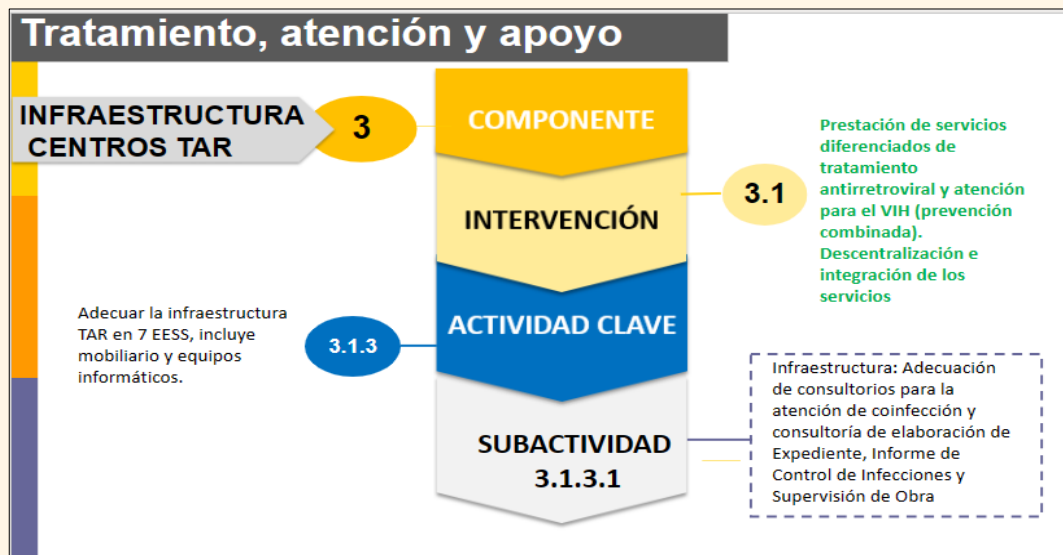 Tratamiento, atención y apoyo
INFRAESTRUCTURA
CENTROS TAR
3
COMPONENTE
INTERVENCIÓN
3.1
Prestación de servicios
diferenciados de
tratamiento
antirretroviral y atención
para el VIH (prevención
combinada).
Descentralización e
integración de los
servicios
Adecuar la infraestructura
TAR en 7 EESS, incluye
mobiliario y equipos
informáticos.
3.1.3
ACTIVIDAD CLAVE
SUBACTIVIDAD
3.1.3.1
Infraestructura: Adecuación
de consultorios para la
atención de coinfección y
consultoría de elaboración de
Expediente, Informe de
Control de Infecciones y
Supervisión de Obra